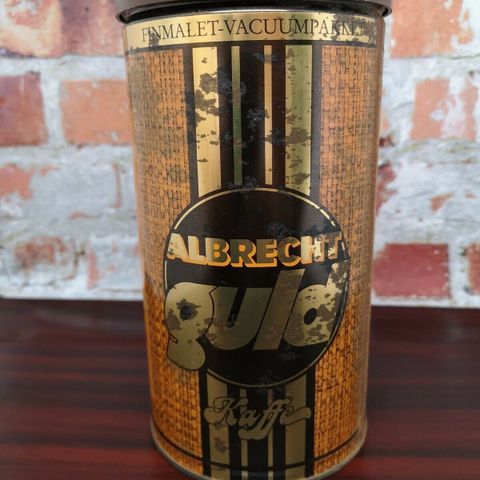 FINMALET-VACUUMPAKKET
ALBRECHT
guld
Kaffe